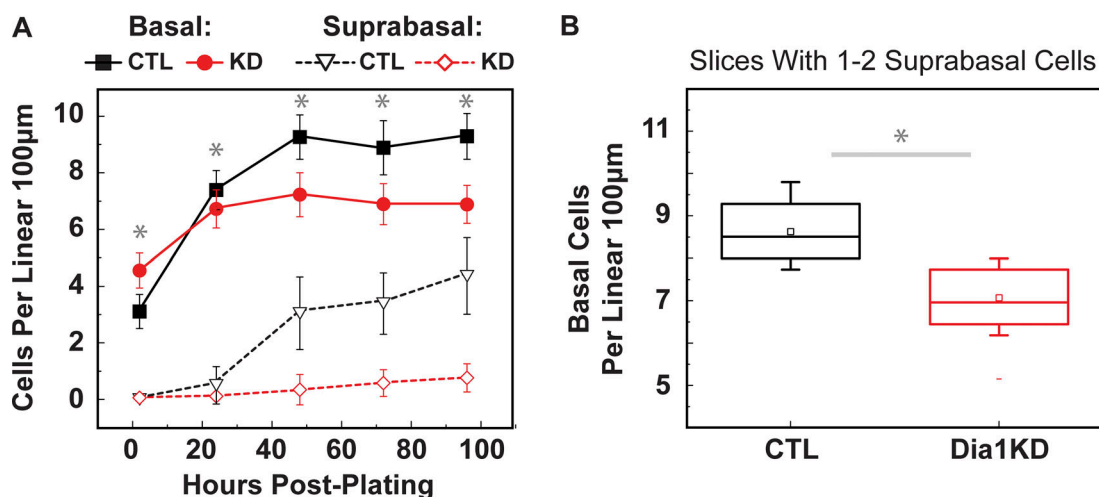 A
Basal: Suprabasal:
CTL KD CTL KD
Cells Per Linear 100µm
10
8
6
4
2
0
* * * * *
0 20 40 60 80 100
Hours Post-Plating
B
Slices With 1-2 Suprabasal Cells
Basal Cells
Per Linear 100µm
11
9
7
5
*
CTL Dia1KD